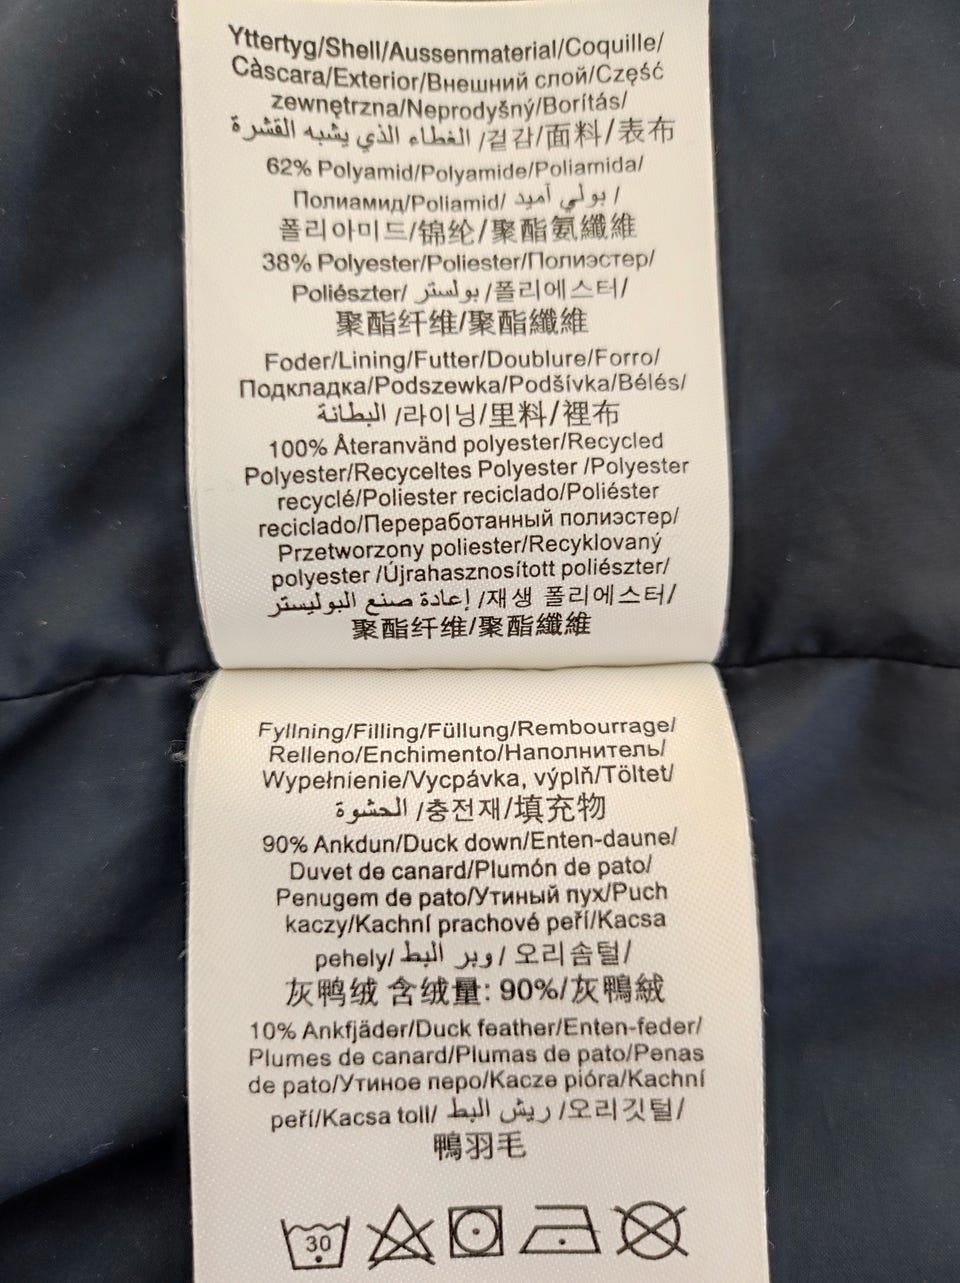 Yttertyg/Shell/Aussenmaterial/Coquille/
Càscara/Exterior/Внешний слой/Część
zewnętrzna/Neprodyšný/Borítás/
الغطاء الذي يشبه القشرة /겉감/面料/表布
62% Polyamid/Polyamide/Poliamida/
Полиамид/Poliamid/ بولي أميد /
폴리아미드/锦纶/聚酯氨纖維
38% Polyester/Poliester/Полиэстер/
Poliészter/ بولستر /폴리에스터/
聚酯纤维/聚酯纖維
Foder/Lining/Futter/Doublure/Forro/
Подкладка/Podszewka/Podšívka/Bélés/
البطانة /라이닝/里料/裡布
100% Återanvänd polyester/Recycled
Polyester/Recyceltes Polyester /Polyester
recyclé/Poliester reciclado/Poliéster
reciclado/Переработанный полиэстер/
Przetworzony poliester/Recyklovaný
polyester /Újrahasznosított poliészter/
إعادة صنع البوليستر /재생 폴리에스터/
聚酯纤维/聚酯纖維
Fyllning/Filling/Füllung/Rembourrage/
Relleno/Enchimento/Наполнитель/
Wypełnienie/Vycpávka, výplň/Töltet/
الحشوة /충전재/填充物
90% Ankdun/Duck down/Enten-daune/
Duvet de canard/Plumón de pato/
Penugem de pato/Утиный пух/Puch
kaczy/Kachní prachové peří/Kacsa
pehely/ وبر البط / 오리솜털/
灰鸭绒 含绒量: 90%/灰鴨絨
10% Ankfjäder/Duck feather/Enten-feder/
Plumes de canard/Plumas de pato/Penas
de pato/Утиное перо/Kacze pióra/Kachní
peří/Kacsa toll/ ريش البط /오리깃털/
鴨羽毛
30